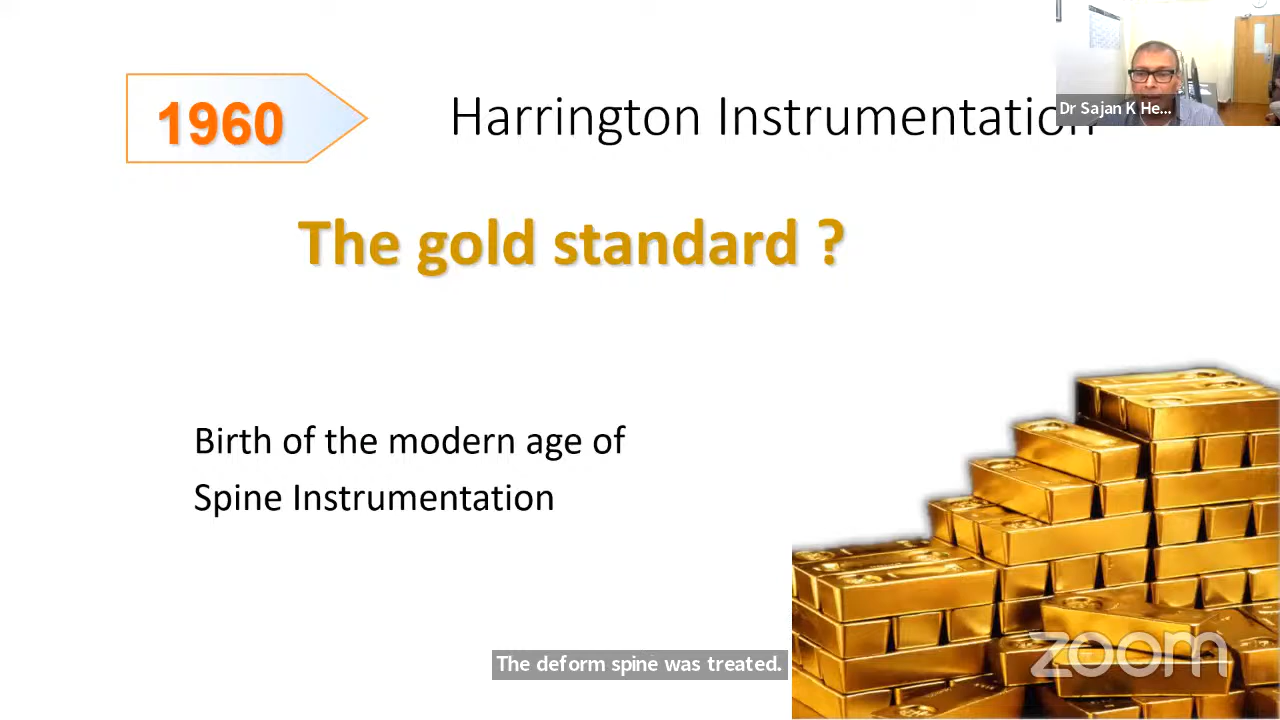 1960
Harrington Instrumentation
Dr Sajan K He...
The gold standard ?
Birth of the modern age of
Spine Instrumentation
The deform spine was treated.
zoom